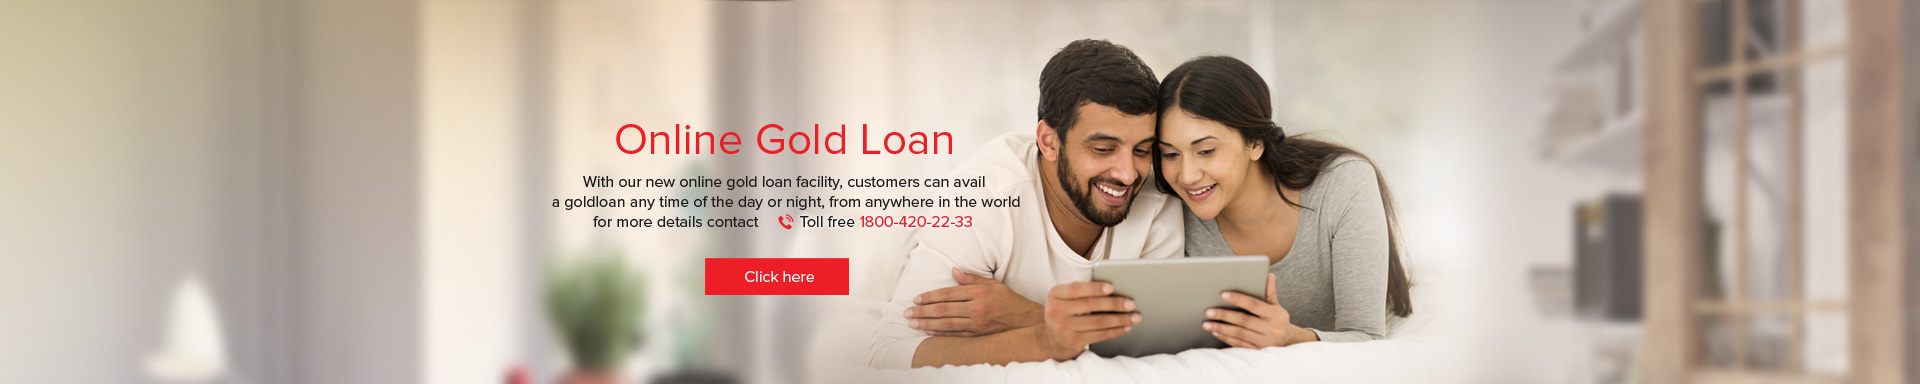 Online Gold Loan
With our new online gold loan facility, customers can avail
a goldloan any time of the day or night, from anywhere in the world
for more details contact Toll free 1800-420-22-33
Click here